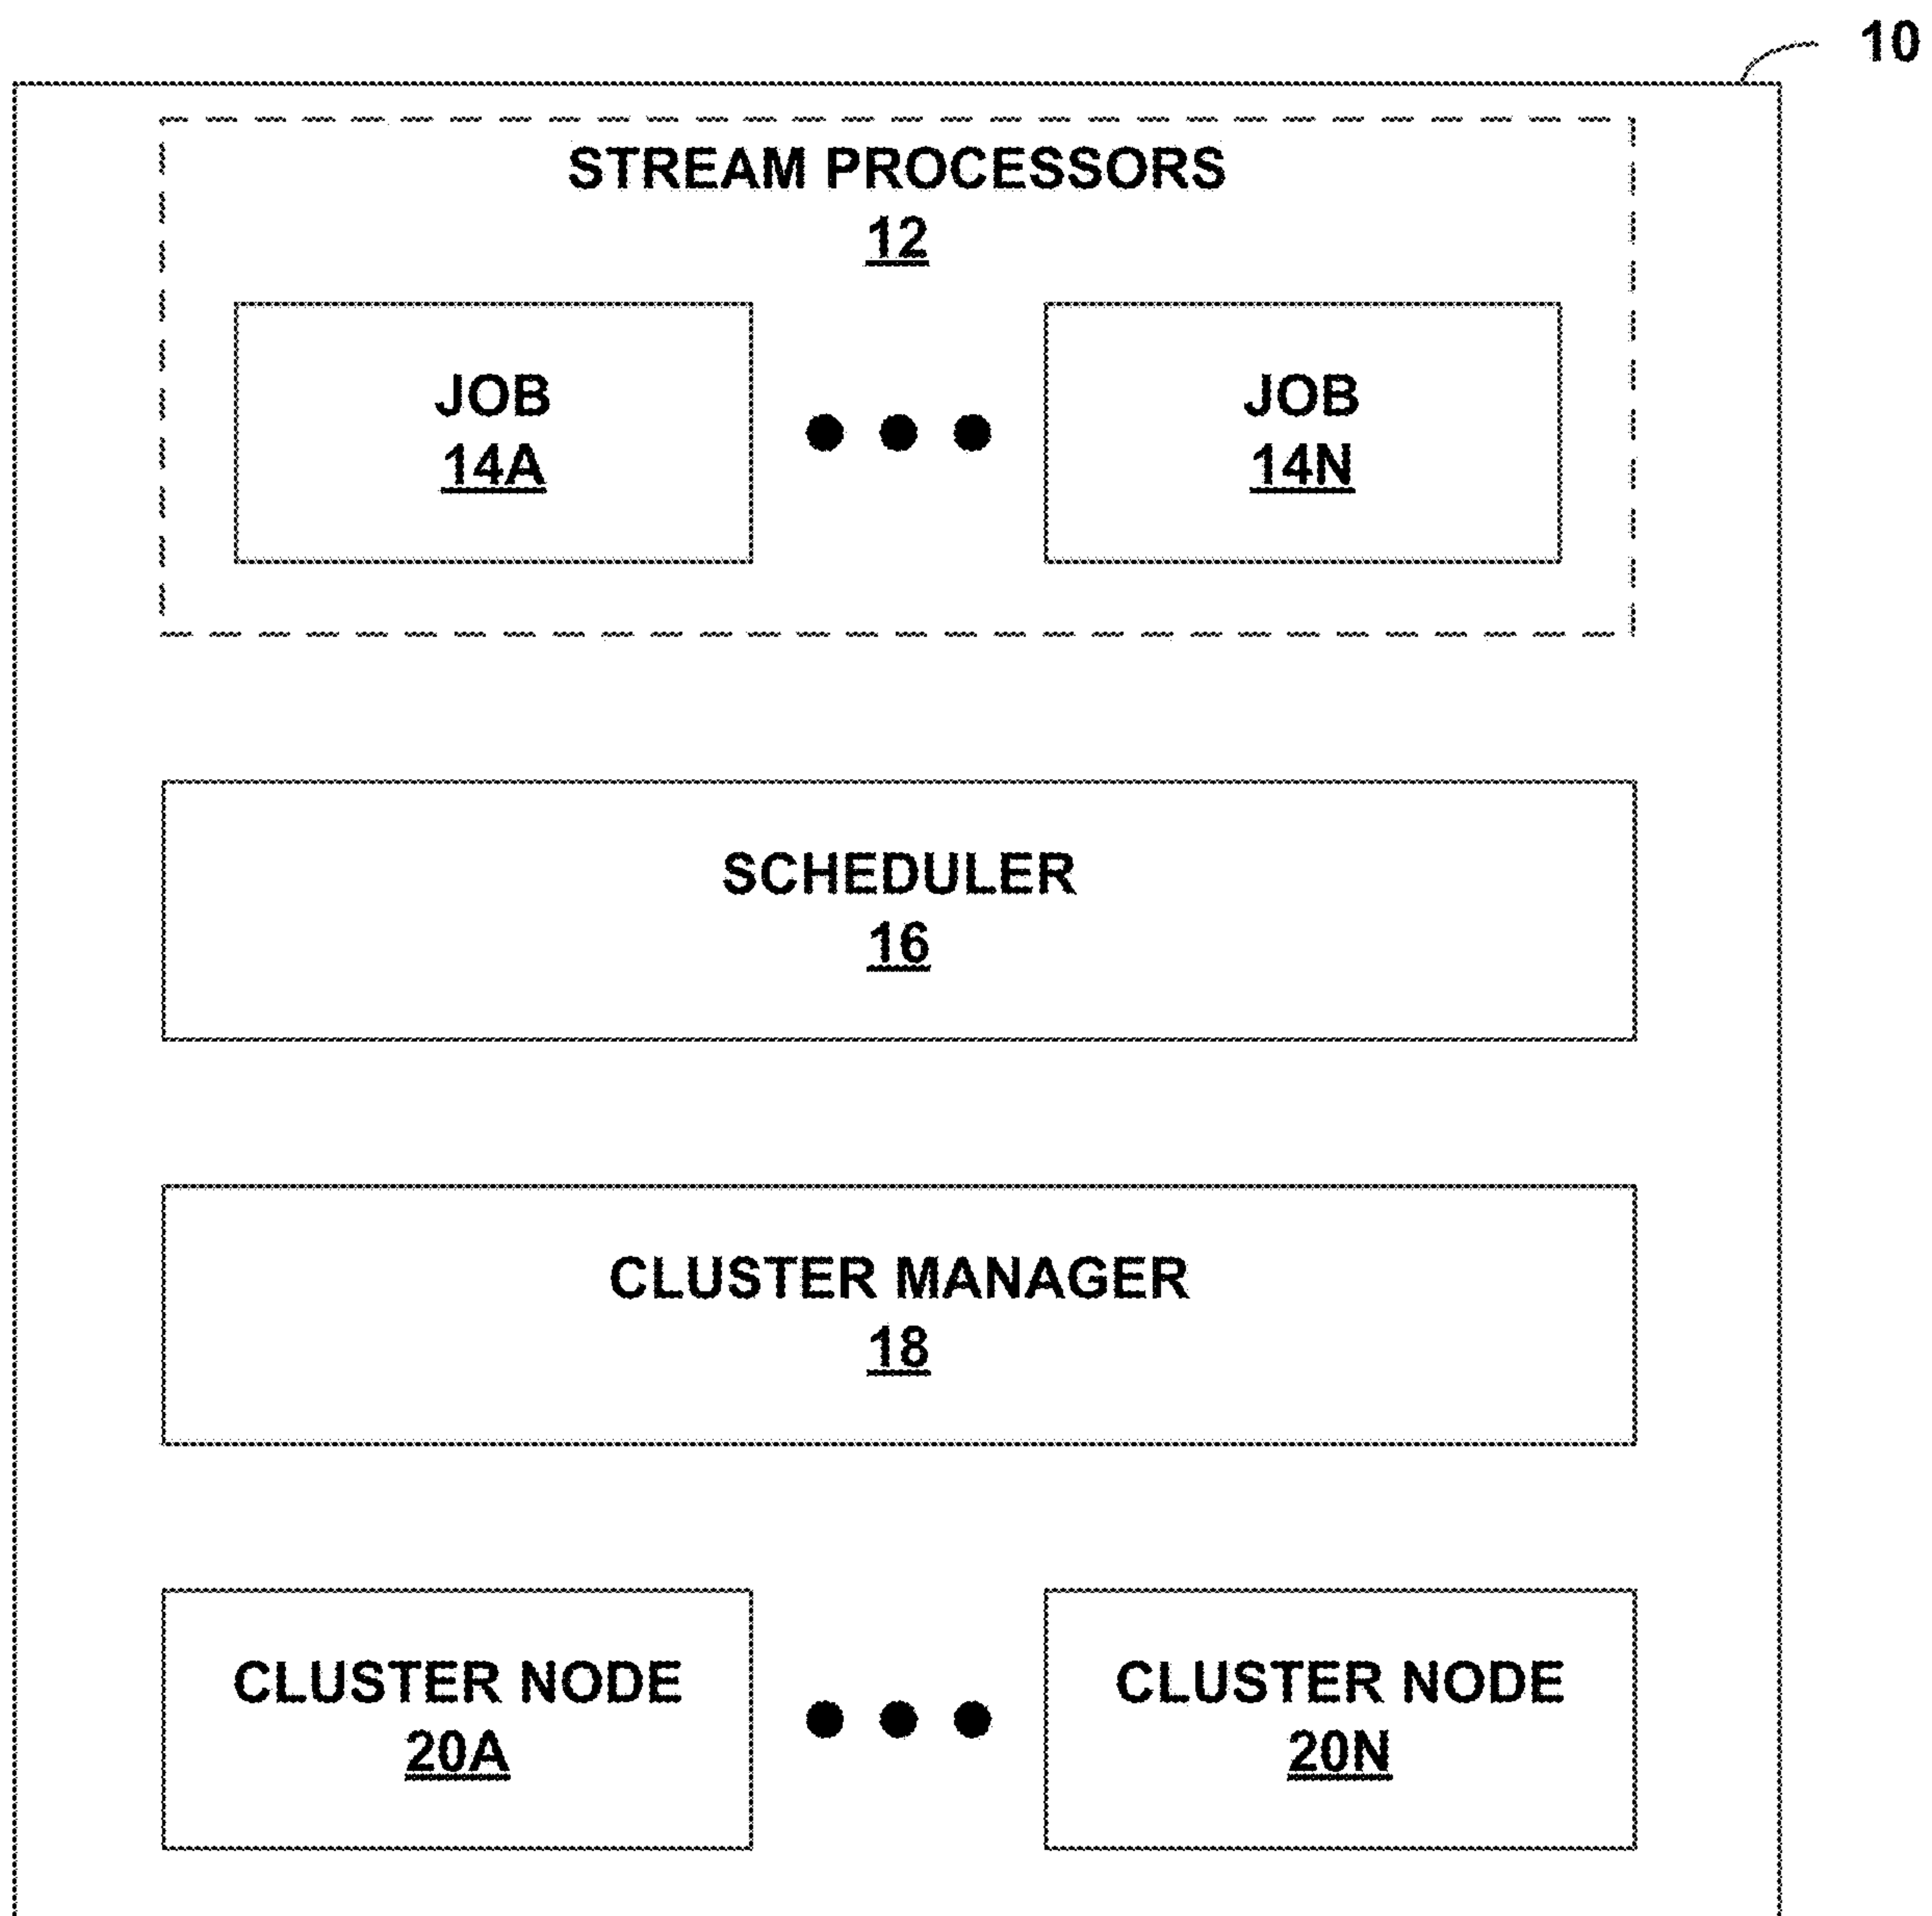 10
STREAM PROCESSORS
12
JOB
14A
JOB
14N
SCHEDULER
16
CLUSTER MANAGER
18
CLUSTER NODE
20A
CLUSTER NODE
20N